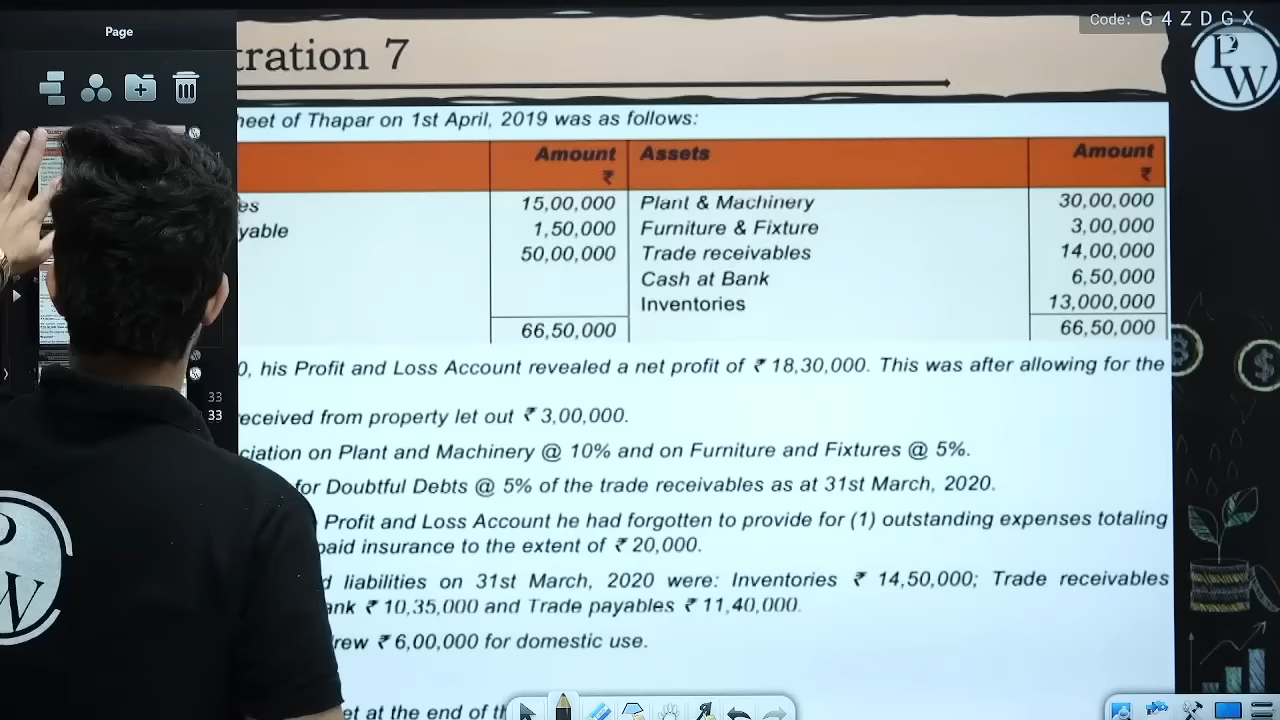 Page
Code: G 4 Z D G X
tration 7
PW
heet of Thapar on 1st April, 2019 was as follows:
Amount ₹ Assets Amount ₹
es 15,00,000 Plant & Machinery 30,00,000
yable 1,50,000 Furniture & Fixture 3,00,000
50,00,000 Trade receivables 14,00,000
Cash at Bank 6,50,000
Inventories 13,000,000
66,50,000 66,50,000
0, his Profit and Loss Account revealed a net profit of ₹ 18,30,000. This was after allowing for the
33
33
eceived from property let out ₹ 3,00,000.
ciation on Plant and Machinery @ 10% and on Furniture and Fixtures @ 5%.
for Doubtful Debts @ 5% of the trade receivables as at 31st March, 2020.
Profit and Loss Account he had forgotten to provide for (1) outstanding expenses totaling
paid insurance to the extent of ₹ 20,000.
d liabilities on 31st March, 2020 were: Inventories ₹ 14,50,000; Trade receivables
ank ₹ 10,35,000 and Trade payables ₹ 11,40,000.
rew ₹ 6,00,000 for domestic use.
et at the end of th